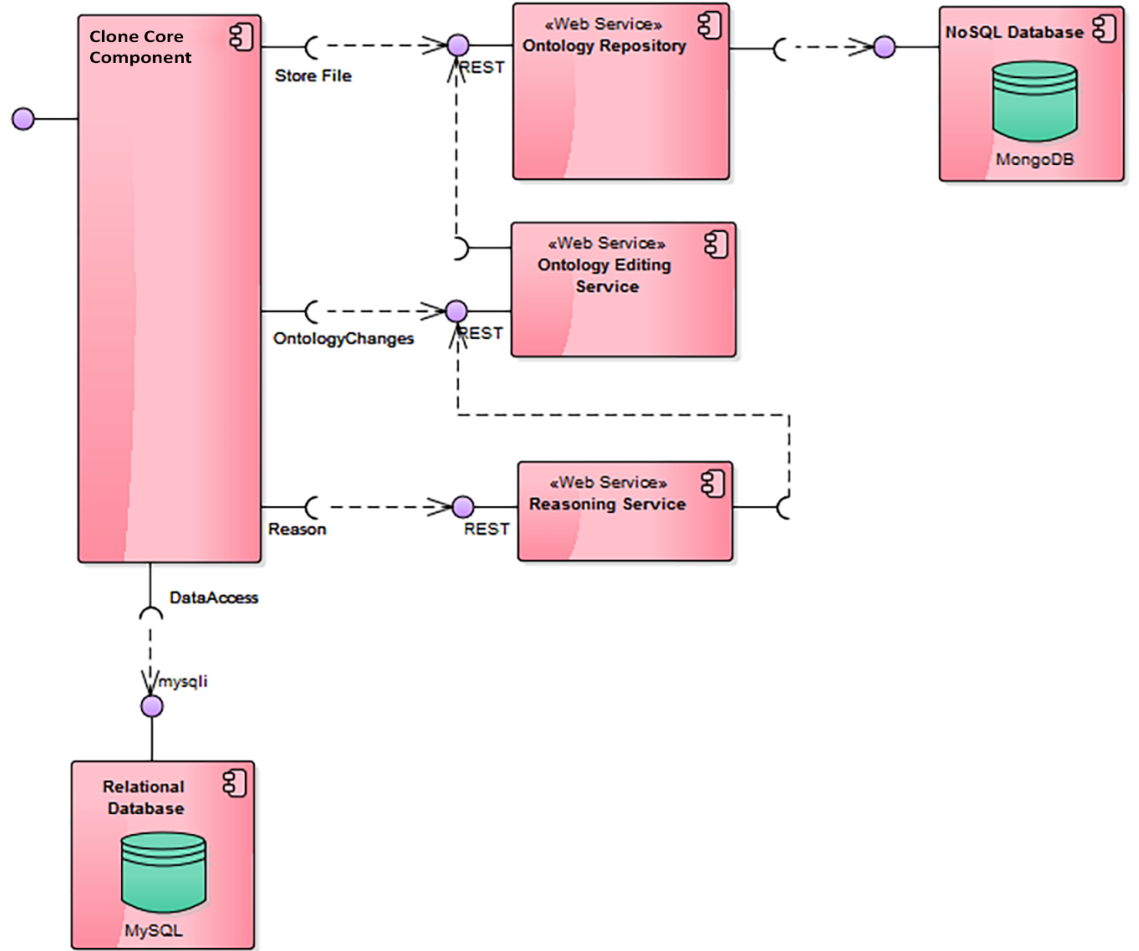 Clone Core
Component
Store File
REST
«Web Service»
Ontology Repository
NoSQL Database
MongoDB
«Web Service»
Ontology Editing
Service
OntologyChanges
REST
«Web Service»
Reasoning Service
Reason
REST
DataAccess
mysqli
Relational
Database
MySQL